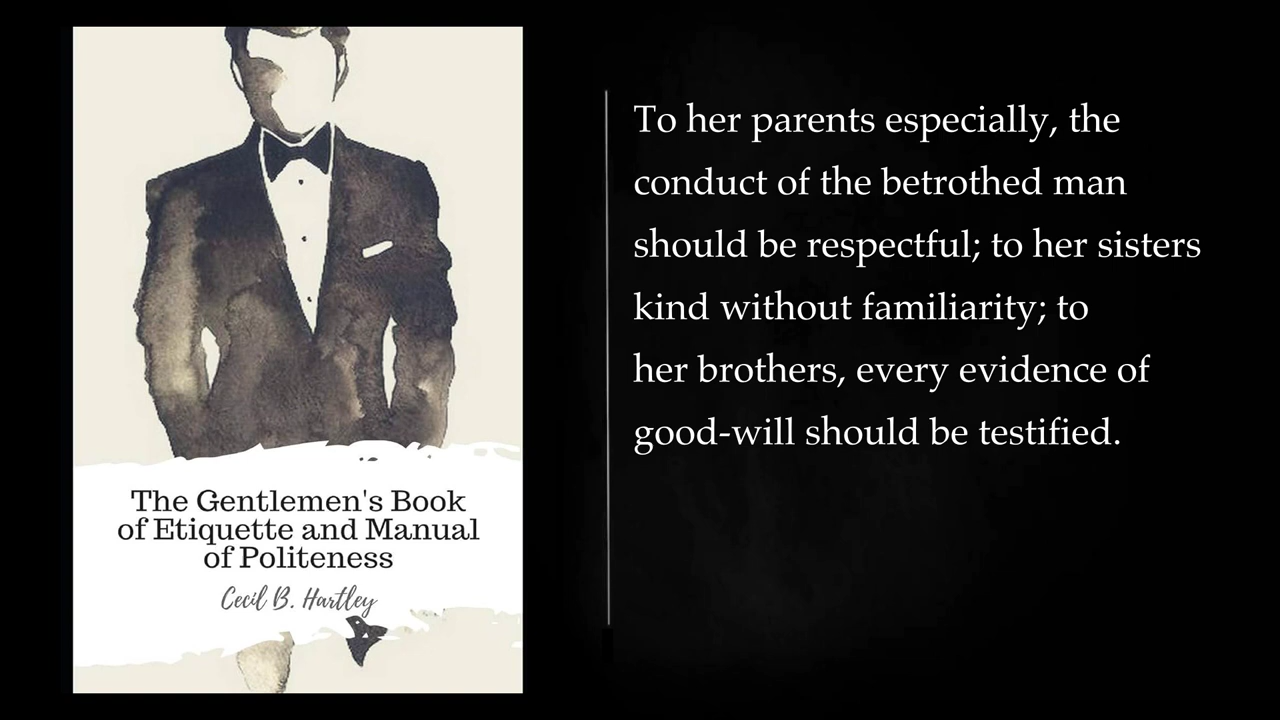 The Gentlemen's Book
of Etiquette and Manual
of Politeness
Cecil B. Hartley
To her parents especially, the
conduct of the betrothed man
should be respectful; to her sisters
kind without familiarity; to
her brothers, every evidence of
good-will should be testified.